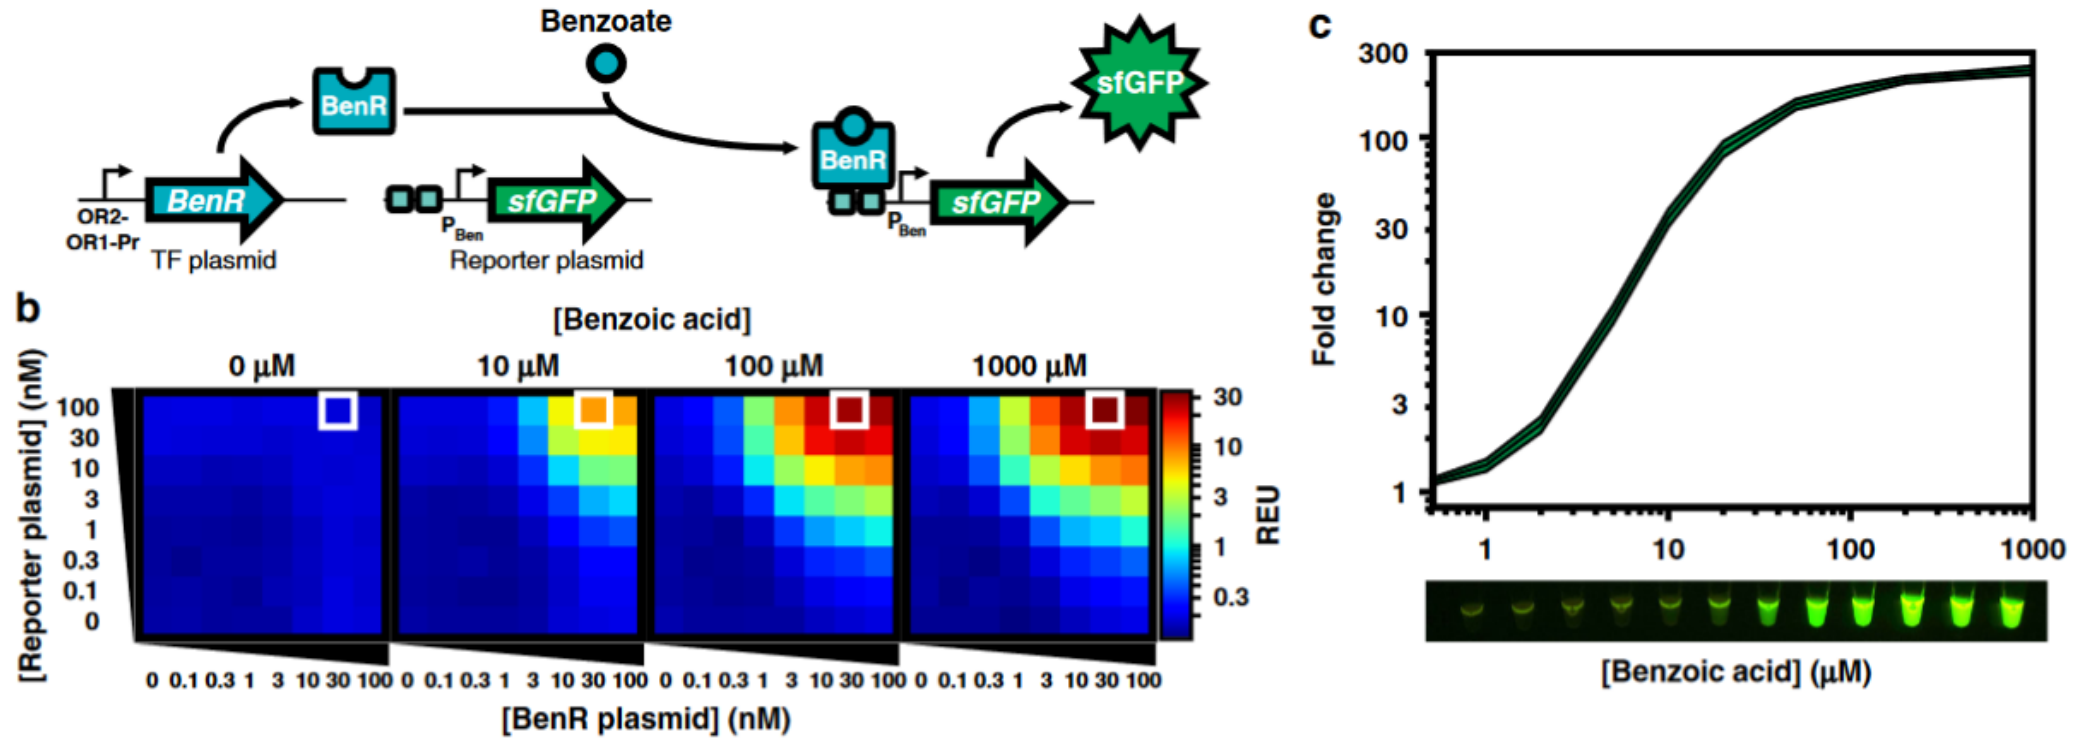 Benzoate
BenR
sfGFP
BenR
OR2-
OR1-Pr
BenR
TF plasmid
PBen
sfGFP
Reporter plasmid
PBen
sfGFP
b
[Benzoic acid]
0 µM 10 µM 100 µM 1000 µM
[Reporter plasmid] (nM)
100
30
10
3
1
0.3
0.1
0
0 0.1 0.3 1 3 10 30 100 0 0.1 0.3 1 3 10 30 100 0 0.1 0.3 1 3 10 30 100 0 0.1 0.3 1 3 10 30 100
[BenR plasmid] (nM)
30
10
3
1
0.3
REU
c
Fold change
300
100
30
10
3
1
1 10 100 1000
[Benzoic acid] (µM)